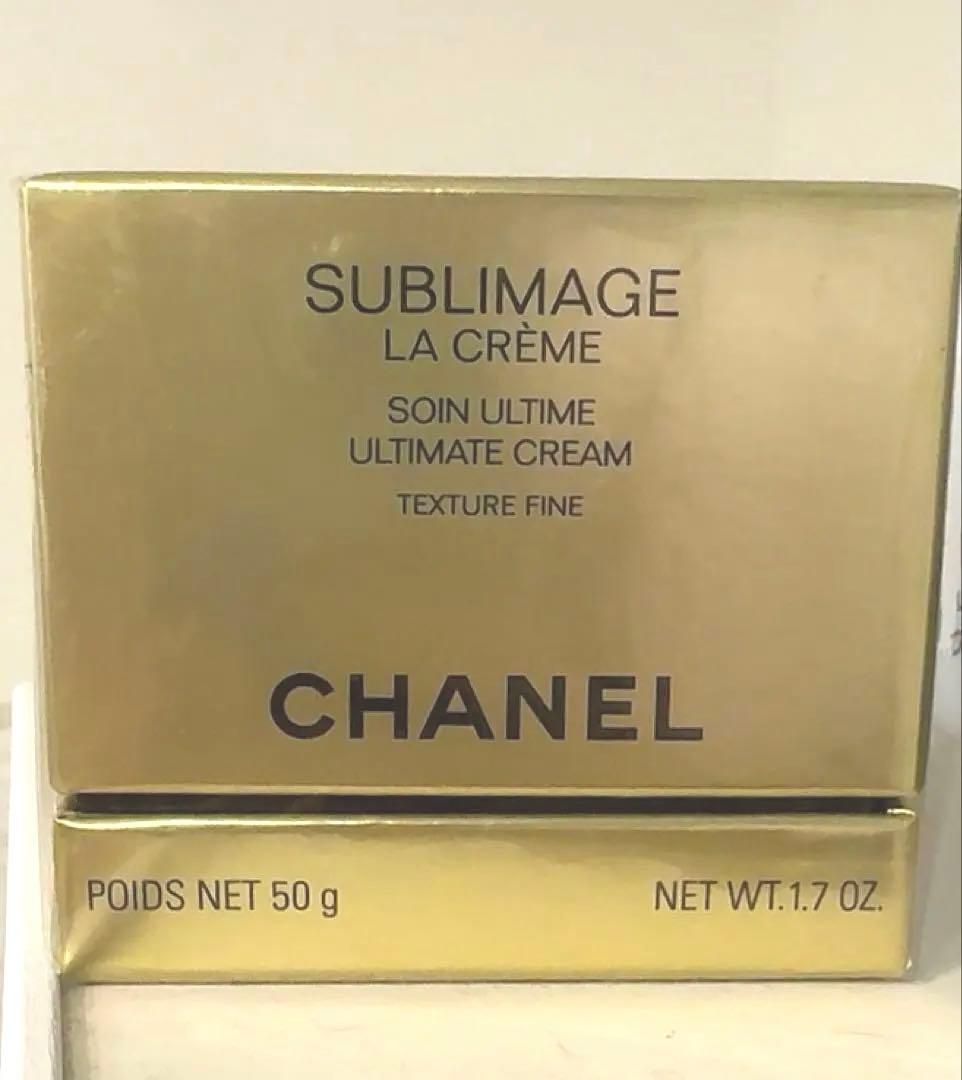 SUBLIMAGE
LA CRÈME
SOIN ULTIME
ULTIMATE CREAM
TEXTURE FINE
CHANEL
POIDS NET 50 g
NET WT.1.7 OZ.